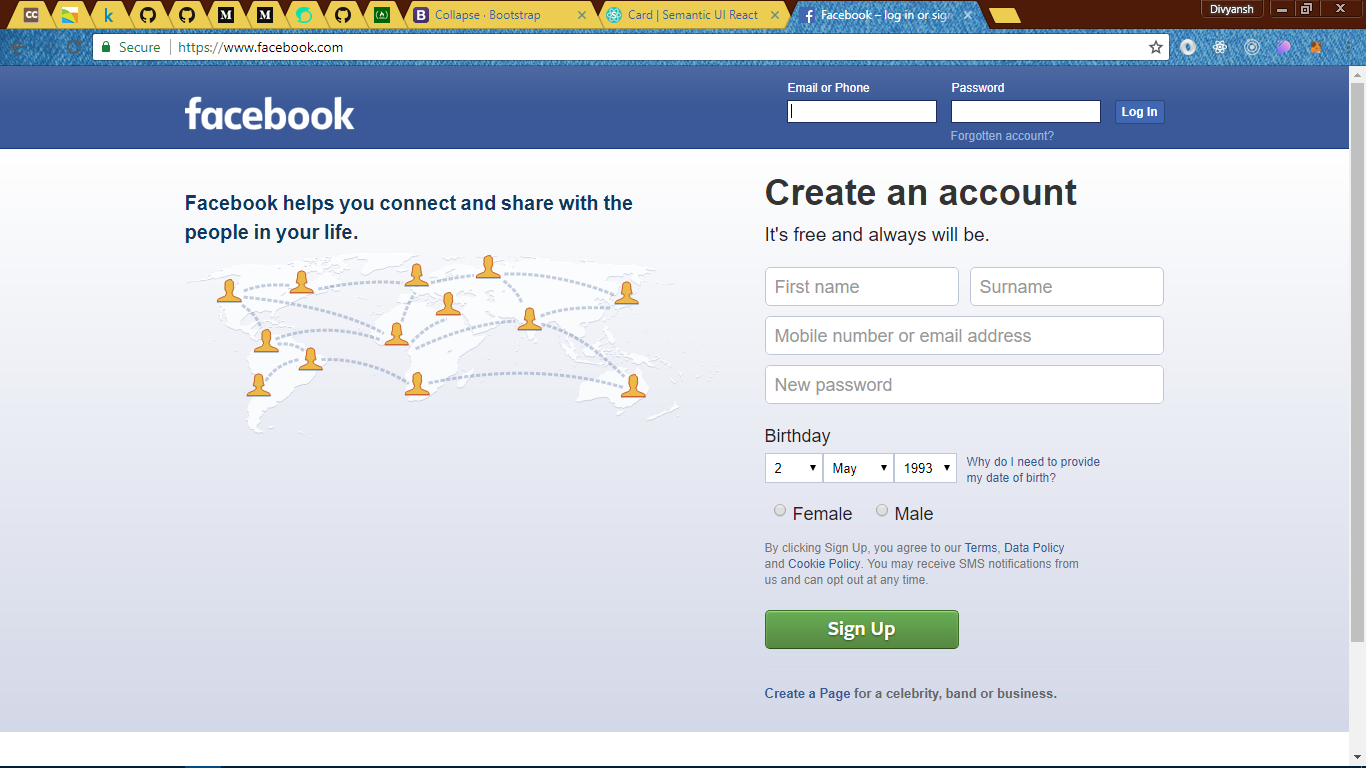 CC
k
M
M
B Collapse · Bootstrap
Card | Semantic UI React
f Facebook – log in or sign
Divyansh
Secure
https://www.facebook.com
facebook
Email or Phone
Password
Log In
Forgotten account?
Facebook helps you connect and share with the
people in your life.
Create an account
It's free and always will be.
First name
Surname
Mobile number or email address
New password
Birthday
2
May
1993
Why do I need to provide
my date of birth?
Female
Male
By clicking Sign Up, you agree to our Terms, Data Policy
and Cookie Policy. You may receive SMS notifications from
us and can opt out at any time.
Sign Up
Create a Page for a celebrity, band or business.